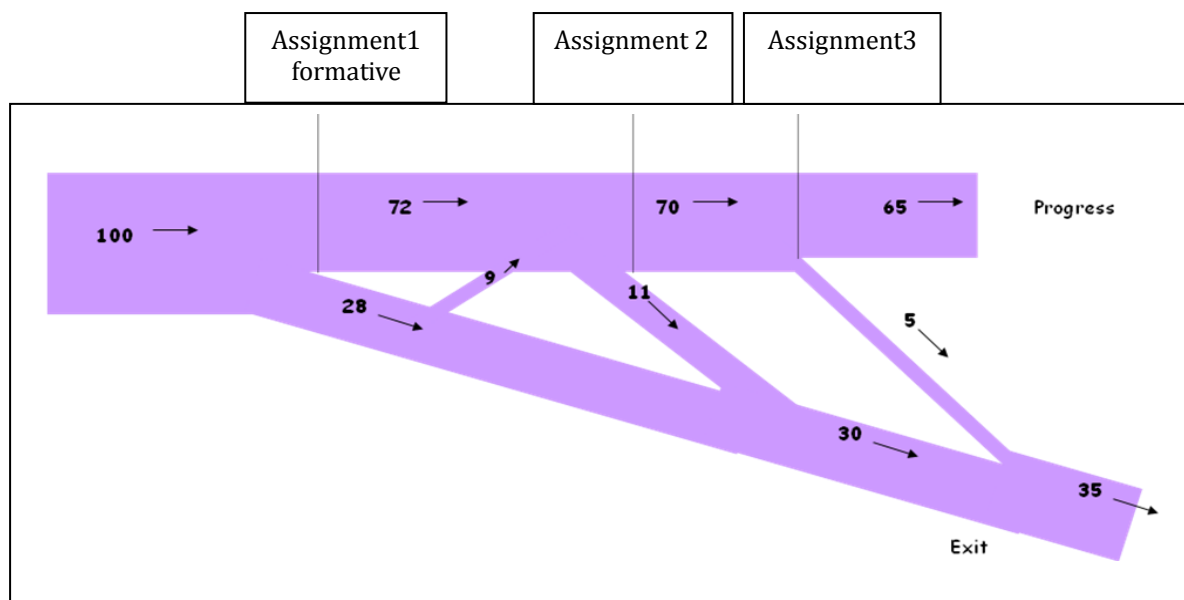 Assignment1
formative
Assignment 2
Assignment3
72
70
65
Progress
100
9
28
11
5
30
35
Exit